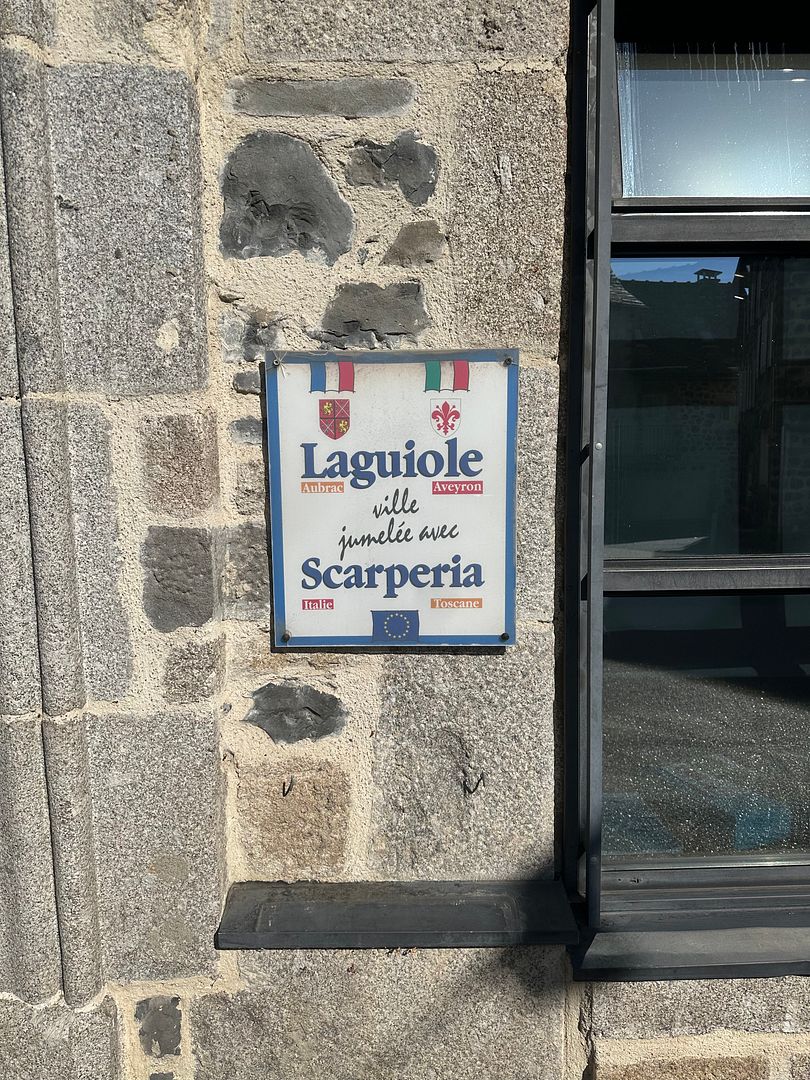 Laguiole
Aubrac Aveyron
ville
jumelée avec
Scarperia
Italie Toscane